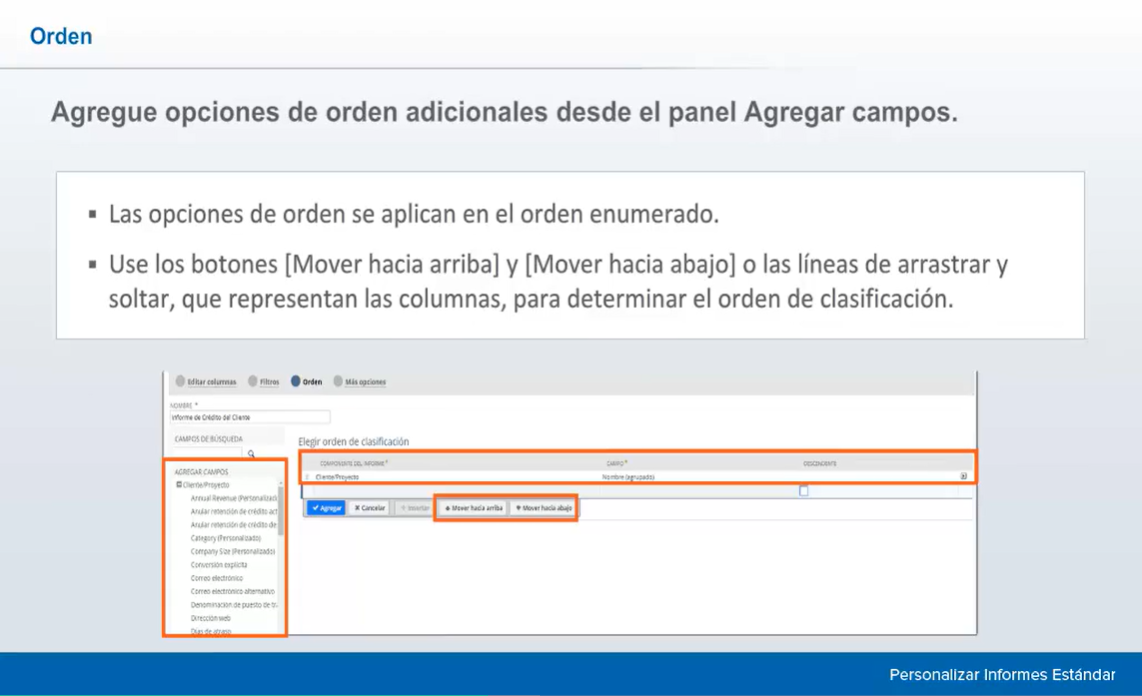 Orden
Agregue opciones de orden adicionales desde el panel Agregar campos.
▪ Las opciones de orden se aplican en el orden enumerado.
▪ Use los botones [Mover hacia arriba] y [Mover hacia abajo] o las líneas de arrastrar y
soltar, que representan las columnas, para determinar el orden de clasificación.
Editar columnas Filtros Orden Más opciones
NOMBRE *
Informe de Crédito del Cliente
CAMPOS DE BÚSQUEDA
Elegir orden de clasificación
COMPONENTE DEL INFORME * CAMPO * DESCENDENTE
Cliente/Proyecto Nombre (agrupado)
Agregar Cancelar Insertar Mover hacia arriba Mover hacia abajo
AGREGAR CAMPOS
Cliente/Proyecto
Annual Revenue (Personalizad
Anular retención de crédito act
Anular retención de crédito de
Category (Personalizado)
Company Size (Personalizado)
Conversión explícita
Correo electrónico
Correo electrónico alternativo
Denominación de puesto de tr
Dirección web
Días de atraso
Personalizar Informes Estándar